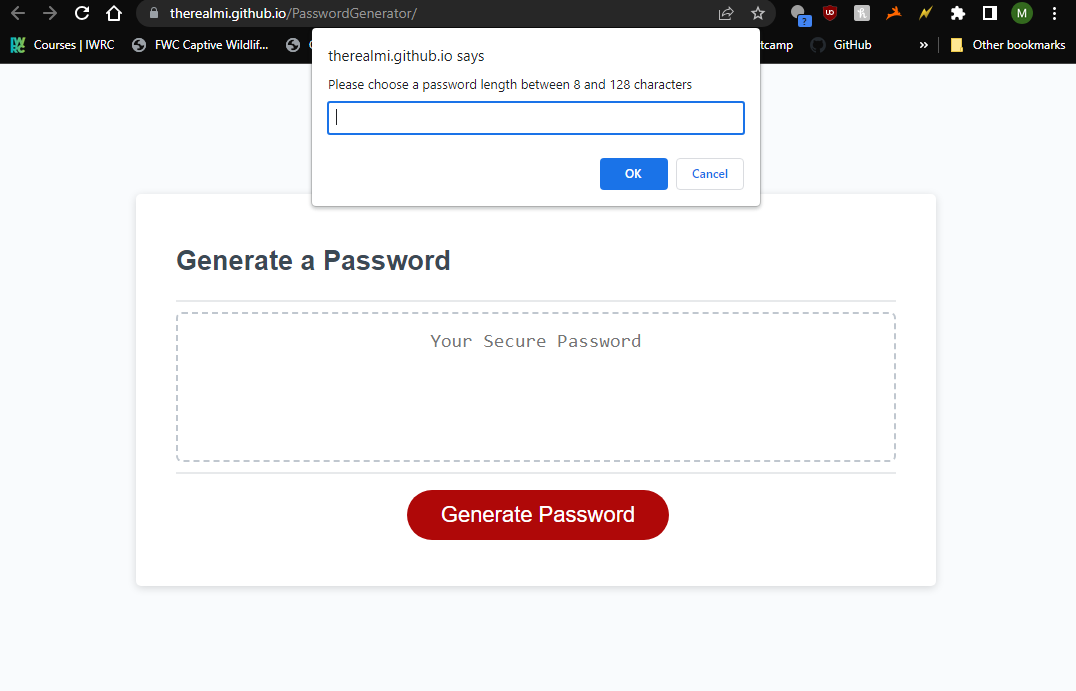 therealmi.github.io/PasswordGenerator/
M
Courses | IWRC
FWC Captive Wildlif...
tcamp
GitHub
»
Other bookmarks
therealmi.github.io says
Please choose a password length between 8 and 128 characters
OK
Cancel
Generate a Password
Your Secure Password
Generate Password